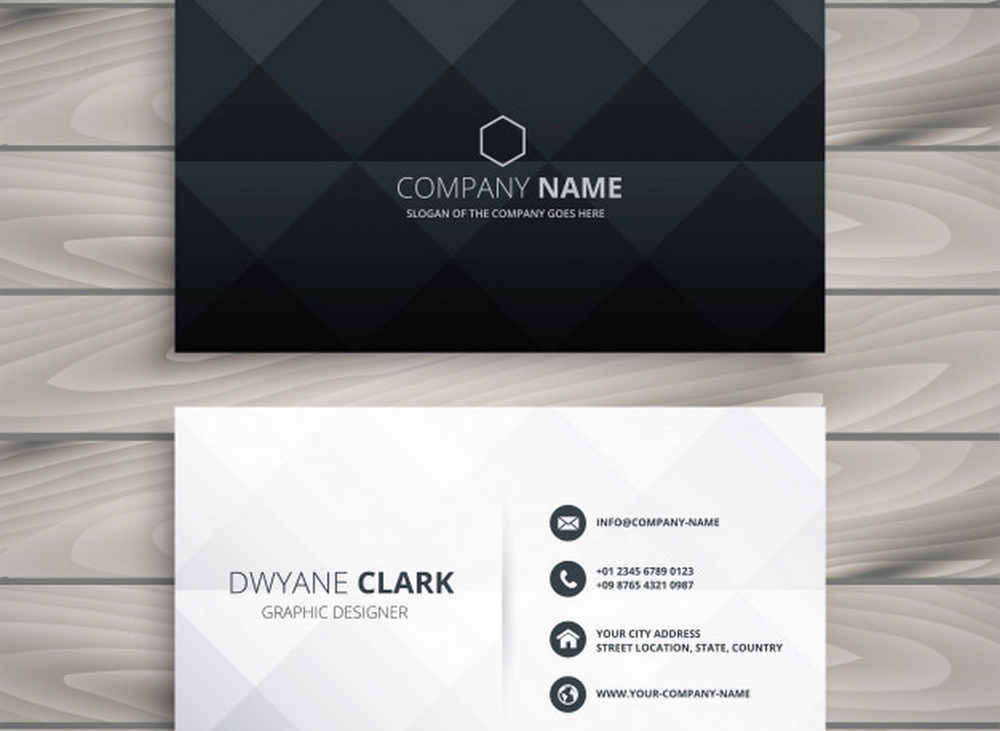 COMPANY NAME
SLOGAN OF THE COMPANY GOES HERE
DWYANE CLARK
GRAPHIC DESIGNER
INFO@COMPANY-NAME
+01 2345 6789 0123
+09 8765 4321 0987
YOUR CITY ADDRESS
STREET LOCATION, STATE, COUNTRY
WWW.YOUR-COMPANY-NAME